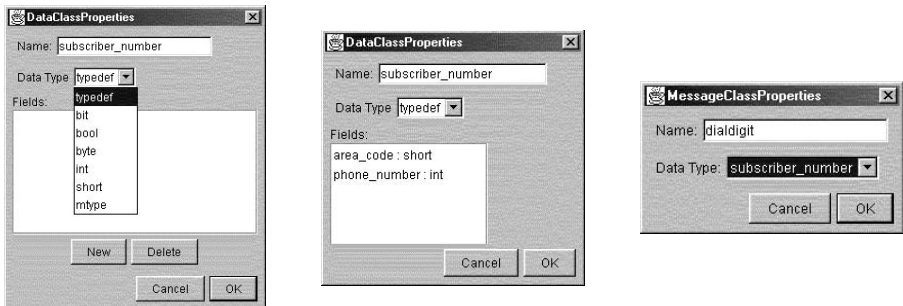 DataClassProperties
Name: subscriber_number
Data Type typedef
Fields:
typedef
bit
bool
byte
int
short
mtype
New Delete
Cancel OK
DataClassProperties
Name: subscriber_number
Data Type typedef
Fields:
area_code : short
phone_number : int
Cancel OK
MessageClassProperties
Name: dialdigit
Data Type: subscriber_number
Cancel OK